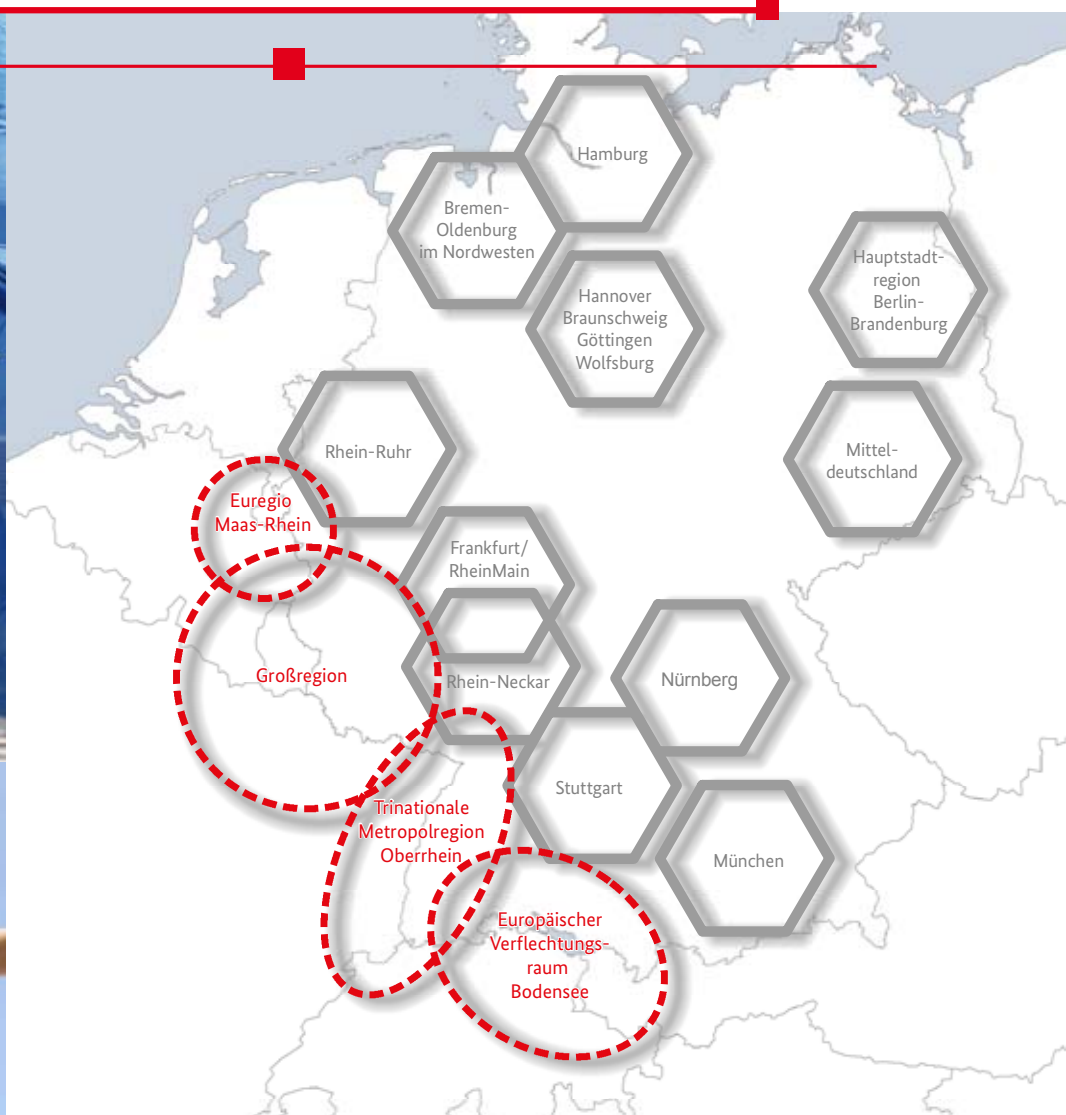 Hamburg
Bremen-
Oldenburg
im Nordwesten
Hauptstadt-
region
Berlin-
Brandenburg
Hannover
Braunschweig
Göttingen
Wolfsburg
Rhein-Ruhr
Mittel-
deutschland
Euregio
Maas-Rhein
Frankfurt/
RheinMain
Großregion
Rhein-Neckar
Nürnberg
Stuttgart
Trinationale
Metropolregion
Oberrhein
München
Europäischer
Verflechtungs-
raum
Bodensee